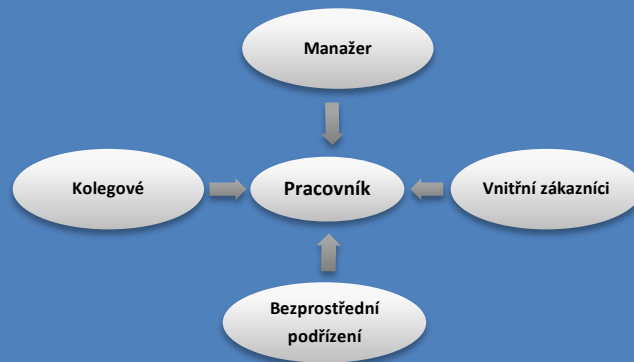 Manažer
Kolegové
Pracovník
Vnitřní zákazníci
Bezprostřední
podřízení